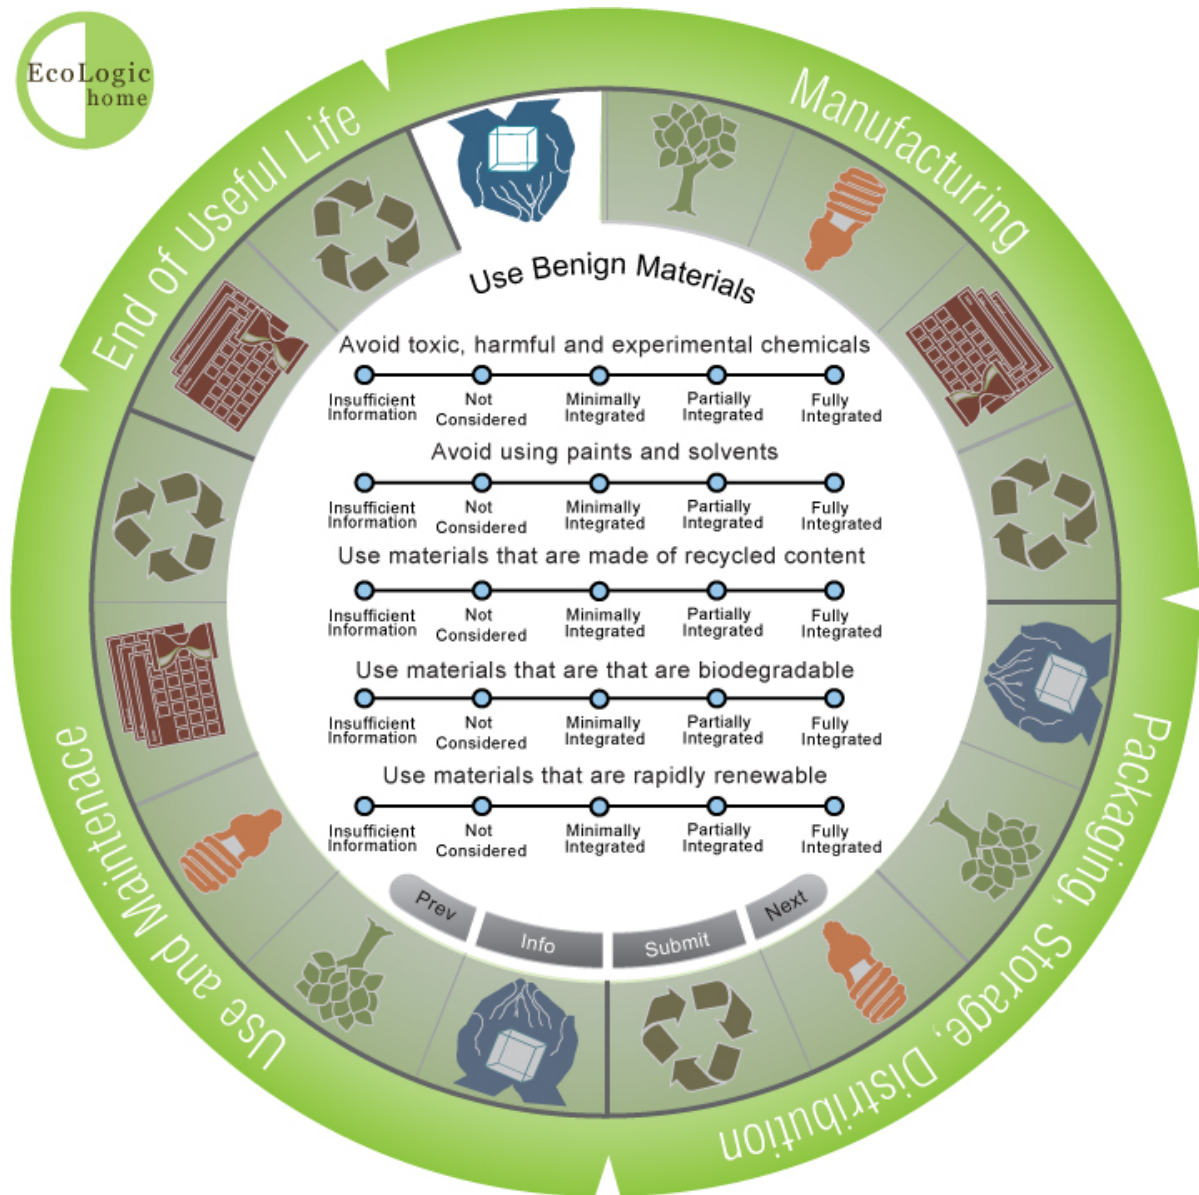 EcoLogic
home
Manufacturing
Packaging, Storage, Distribution
Use and Maintenace
End of Useful Life
Use Benign Materials
Avoid toxic, harmful and experimental chemicals
Insufficient Information
Not Considered
Minimally Integrated
Partially Integrated
Fully Integrated
Avoid using paints and solvents
Insufficient Information
Not Considered
Minimally Integrated
Partially Integrated
Fully Integrated
Use materials that are made of recycled content
Insufficient Information
Not Considered
Minimally Integrated
Partially Integrated
Fully Integrated
Use materials that are that are biodegradable
Insufficient Information
Not Considered
Minimally Integrated
Partially Integrated
Fully Integrated
Use materials that are rapidly renewable
Insufficient Information
Not Considered
Minimally Integrated
Partially Integrated
Fully Integrated
Prev
Info
Submit
Next